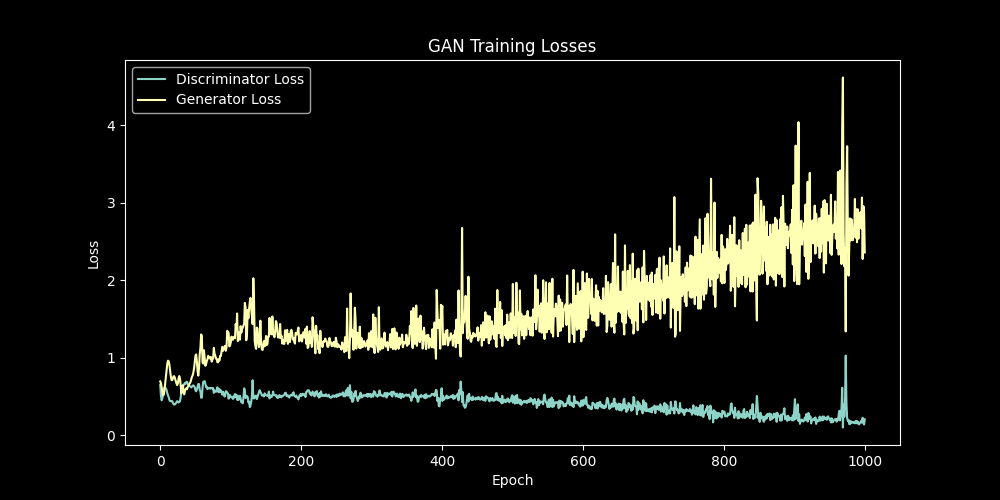 GAN Training Losses
Discriminator Loss
Generator Loss
Loss
4
3
2
1
0
0 200 400 600 800 1000
Epoch